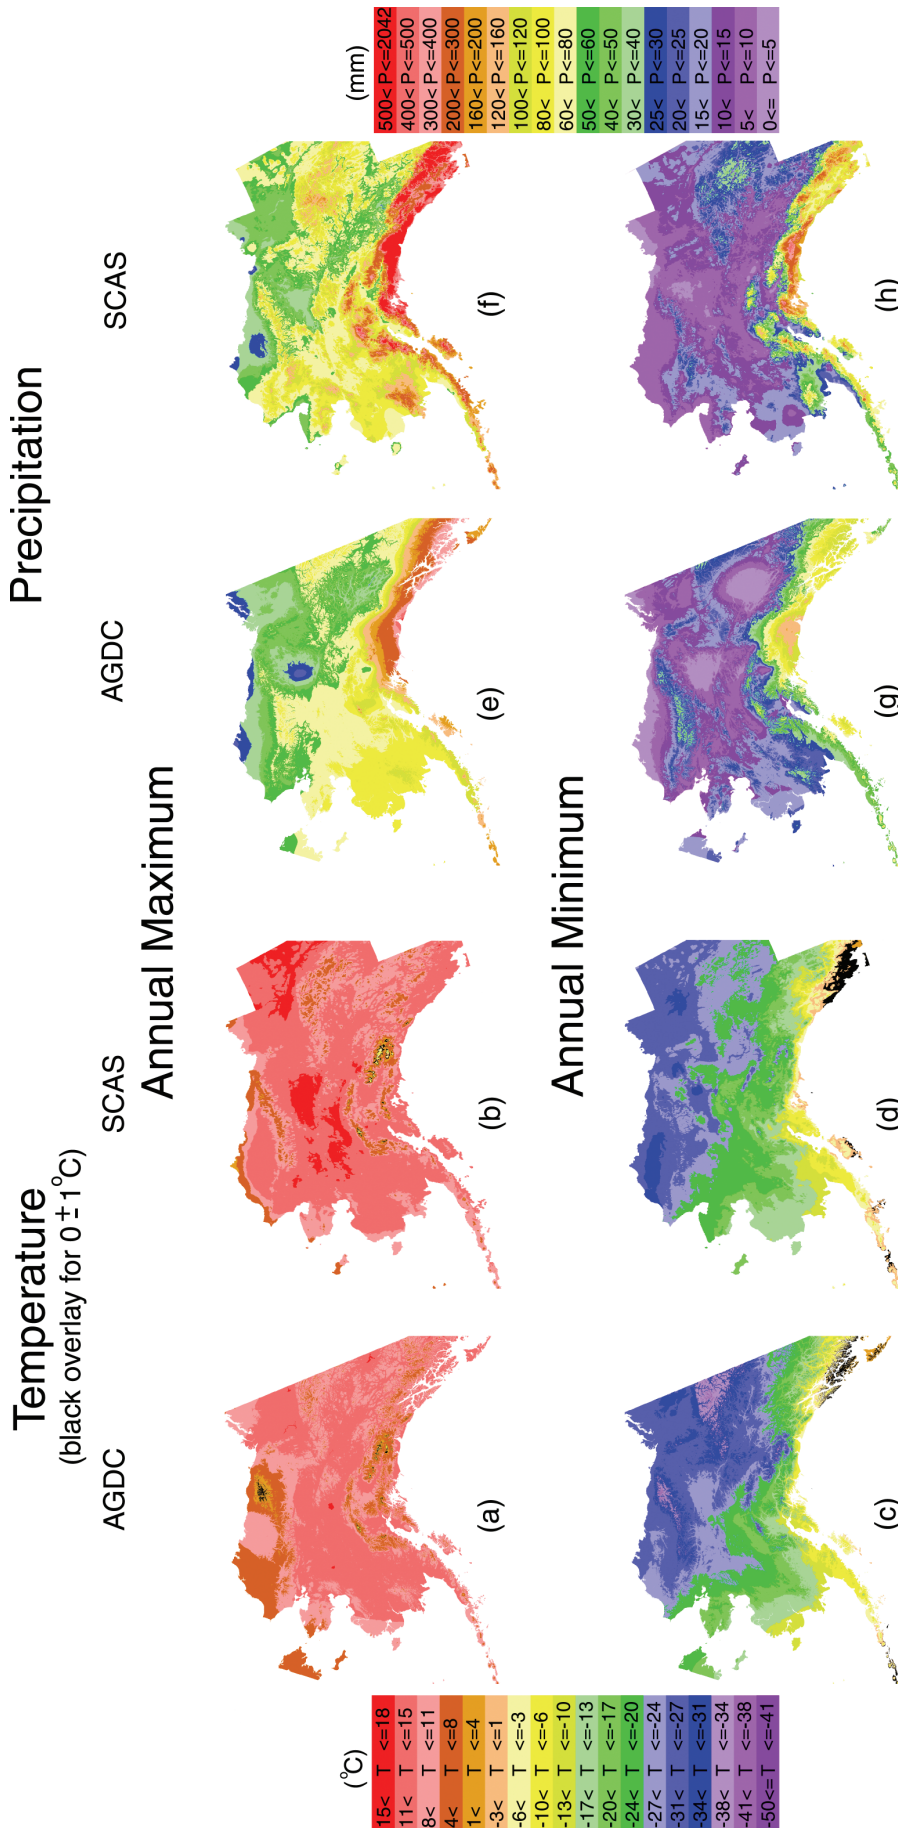 Temperature
(black overlay for 0 ± 1°C)
Precipitation
AGDC
SCAS
AGDC
SCAS
Annual Maximum
(°C)
15< T <=18
11< T <=15
8< T <=11
4< T <=8
1< T <=4
-3< T <=1
-6< T <=-3
-10< T <=-6
-13< T <=-10
-17< T <=-13
-20< T <=-17
-24< T <=-20
-27< T <=-24
-31< T <=-27
-34< T <=-31
-38< T <=-34
-41< T <=-38
-50<=T <=-41
(a)
(b)
(e)
(f)
(mm)
500< P<=2042
400< P<=500
300< P<=400
200< P<=300
160< P<=200
120< P<=160
100< P<=120
80< P<=100
60< P<=80
50< P<=60
40< P<=50
30< P<=40
25< P<=30
20< P<=25
15< P<=20
10< P<=15
5< P<=10
0<= P<=5
Annual Minimum
(c)
(d)
(g)
(h)